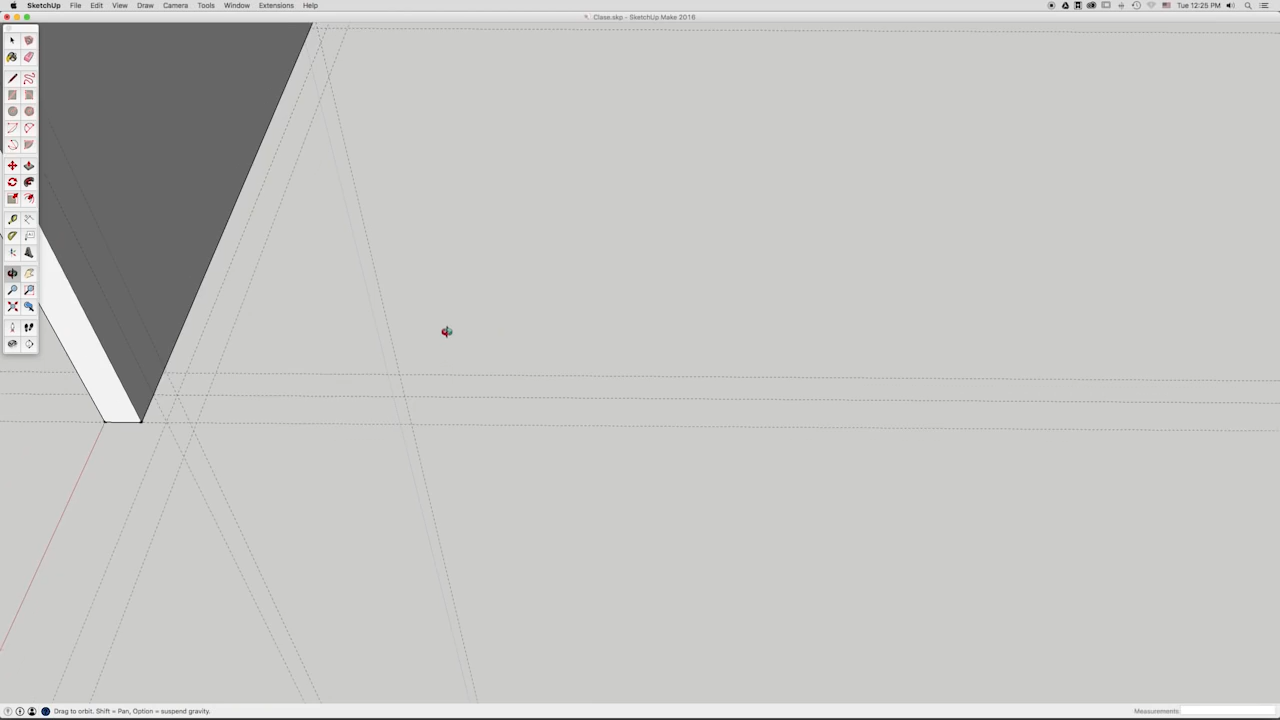 SketchUp File Edit View Draw Camera Tools Window Extensions Help Tue 12:25 PM
Clase.skp - SketchUp Make 2016
Drag to orbit. Shift = Pan, Option = suspend gravity. Measurements